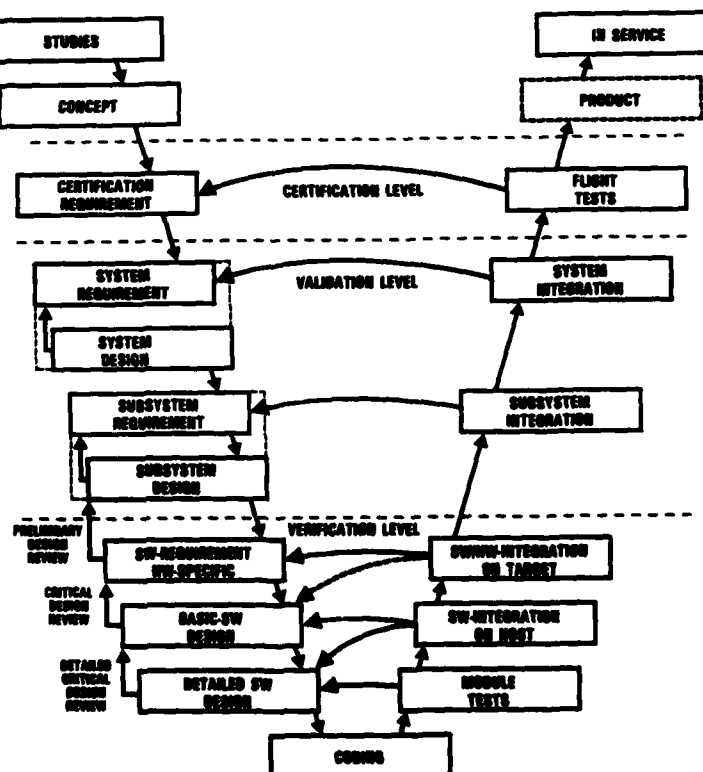 STUDIES
IN SERVICE
CONCEPT
PRODUCT
CERTIFICATION
REQUIREMENT
CERTIFICATION LEVEL
FLIGHT
TESTS
SYSTEM
REQUIREMENT
VALIDATION LEVEL
SYSTEM
INTEGRATION
SYSTEM
DESIGN
SUBSYSTEM
REQUIREMENT
SUBSYSTEM
INTEGRATION
SUBSYSTEM
DESIGN
VERIFICATION LEVEL
PRELIMINARY
DESIGN
REVIEW
SW-REQUIREMENT
HW-SPECIFIC
SW/HW-INTEGRATION
ON TARGET
CRITICAL
DESIGN
REVIEW
BASIC-SW
DESIGN
SW-INTEGRATION
ON HOST
DETAILED
CRITICAL
DESIGN
REVIEW
DETAILED SW
DESIGN
MODULE
TESTS
CODING